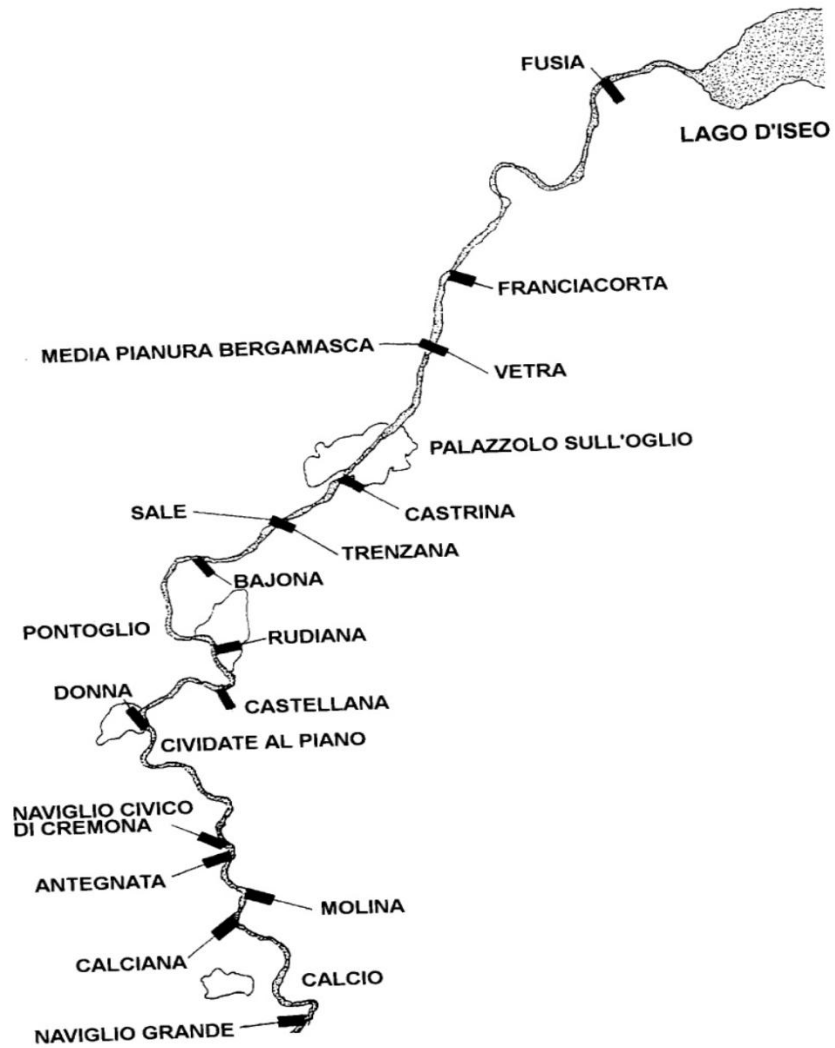 FUSIA
LAGO D'ISEO
FRANCIACORTA
MEDIA PIANURA BERGAMASCA
VETRA
PALAZZOLO SULL'OGLIO
SALE
CASTRINA
TRENZANA
BAJONA
PONTOGLIO
RUDIANA
DONNA
CASTELLANA
CIVIDATE AL PIANO
NAVIGLIO CIVICO
DI CREMONA
ANTEGNATA
MOLINA
CALCIANA
CALCIO
NAVIGLIO GRANDE